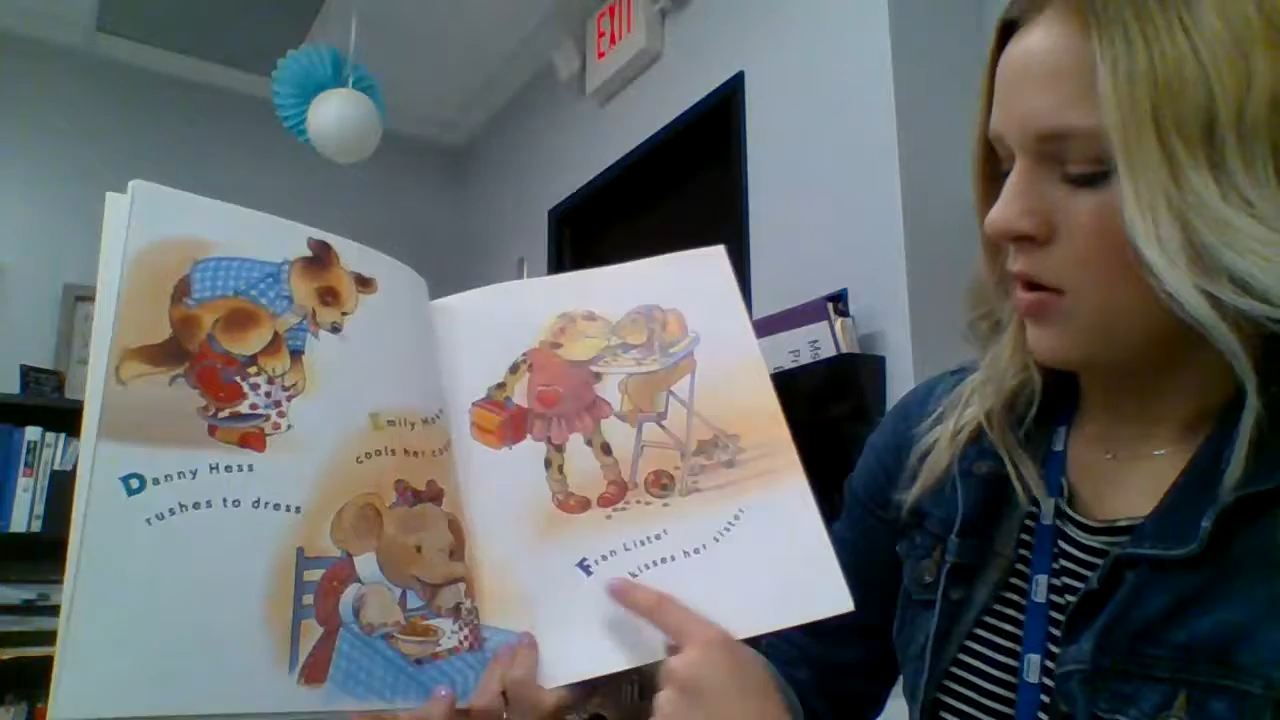 EXIT
Danny Hess
rushes to dress
Emily
cools her
Fran Lister
kisses her sister